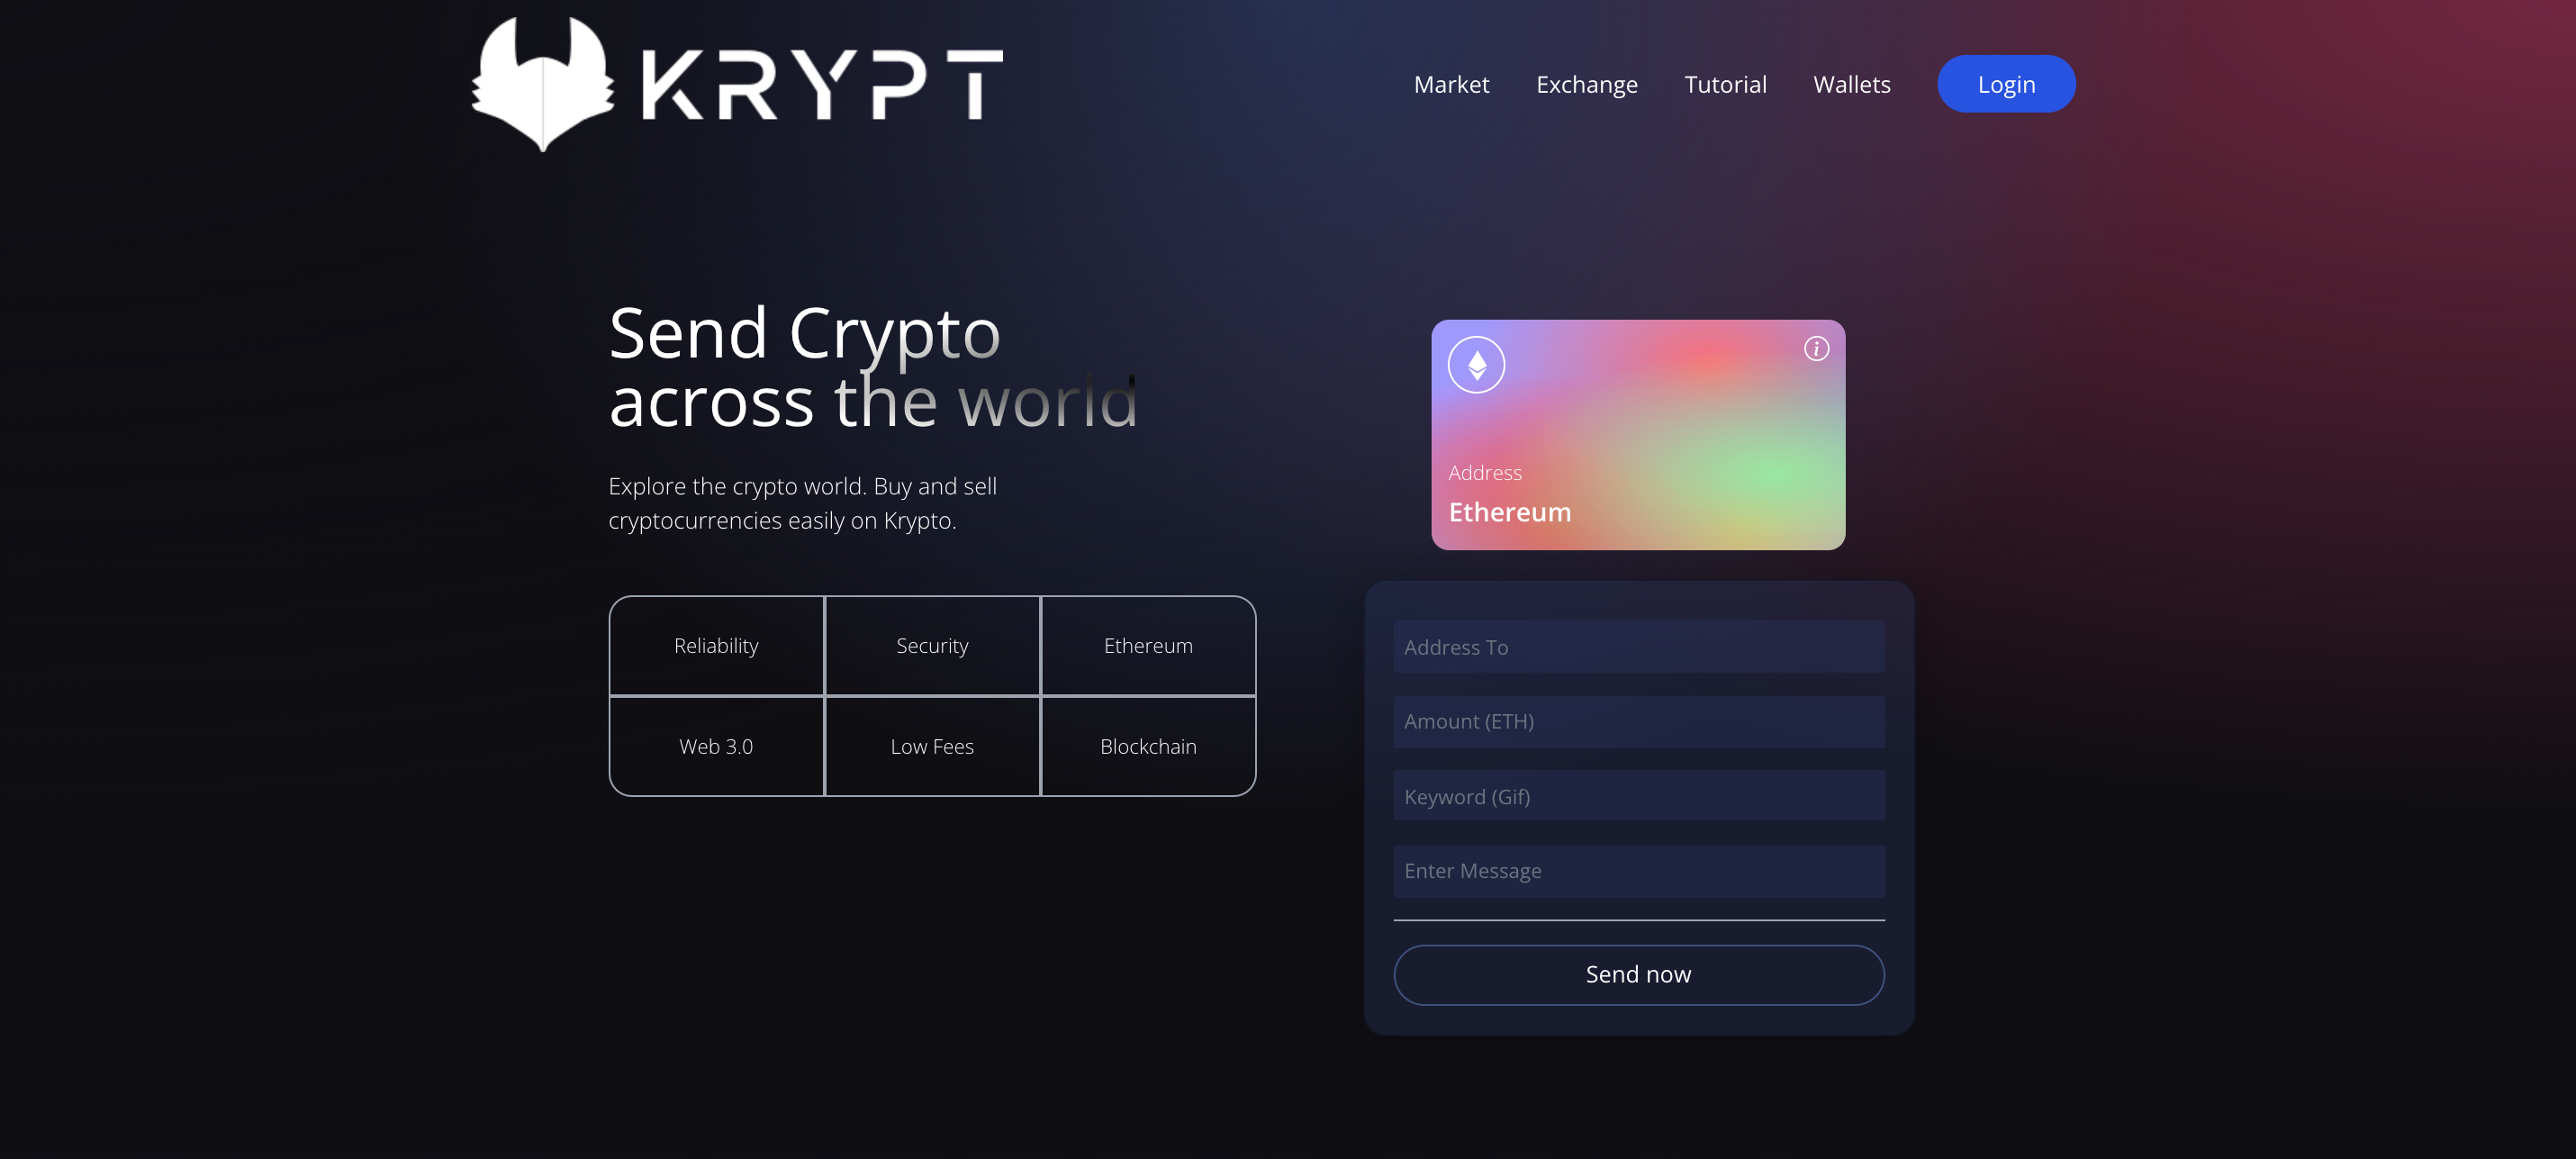 KRYPT
Market
Exchange
Tutorial
Wallets
Login
Send Crypto
across the world
Explore the crypto world. Buy and sell
cryptocurrencies easily on Krypto.
Reliability
Security
Ethereum
Web 3.0
Low Fees
Blockchain
i
Address
Ethereum
Address To
Amount (ETH)
Keyword (Gif)
Enter Message
Send now